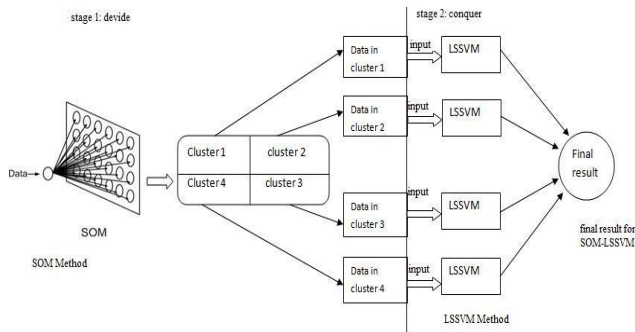 stage 1: devide
stage 2: conquer
Data in
cluster 1
input
LSSVM
Data in
cluster 2
input
LSSVM
Cluster 1
cluster 2
Cluster 4
cluster 3
Data
SOM
SOM Method
Data in
cluster 3
input
LSSVM
Data in
cluster 4
input
LSSVM
Final
result
final result for
SOM-LSSVM
LSSVM Method